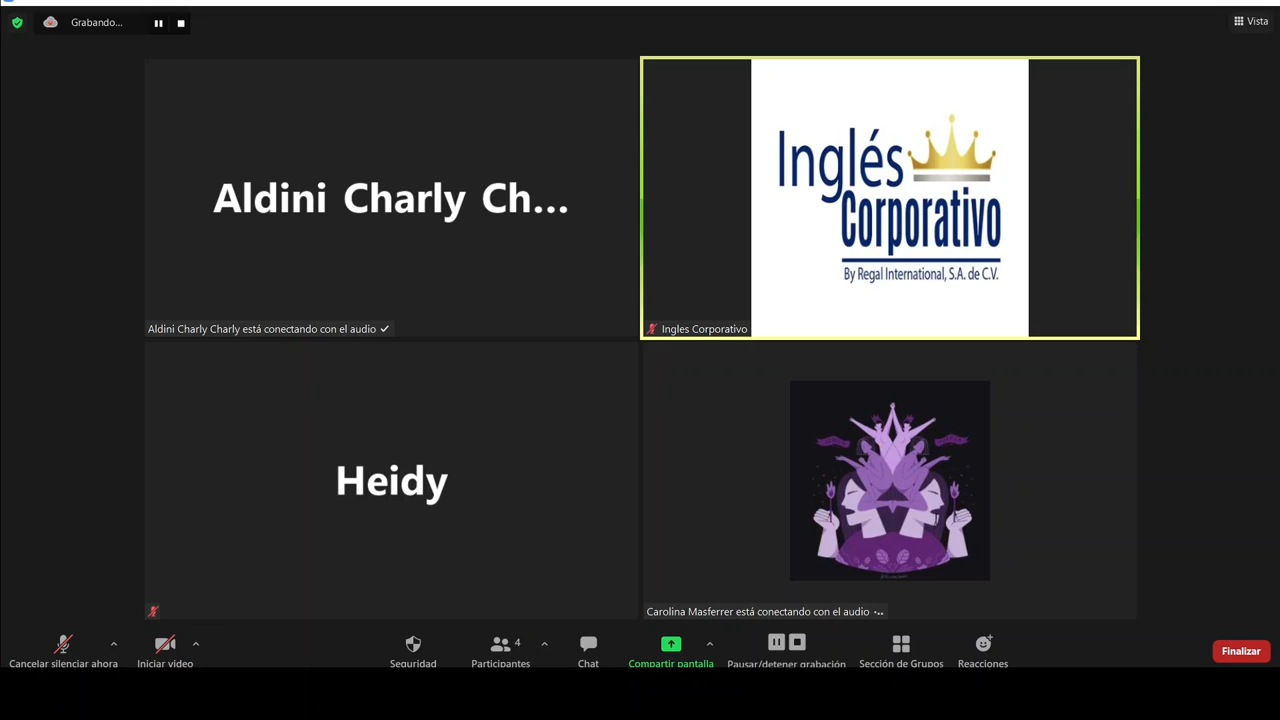 Grabando...
Vista
Aldini Charly Ch...
Aldini Charly Charly está conectando con el audio
Inglés
Corporativo
By Regal International, S.A. de C.V.
Ingles Corporativo
Heidy
Carolina Masferrer está conectando con el audio
Cancelar silenciar ahora
Iniciar video
Seguridad
4
Participantes
Chat
Compartir pantalla
Pausar/detener grabación
Sección de Grupos
Reacciones
Finalizar